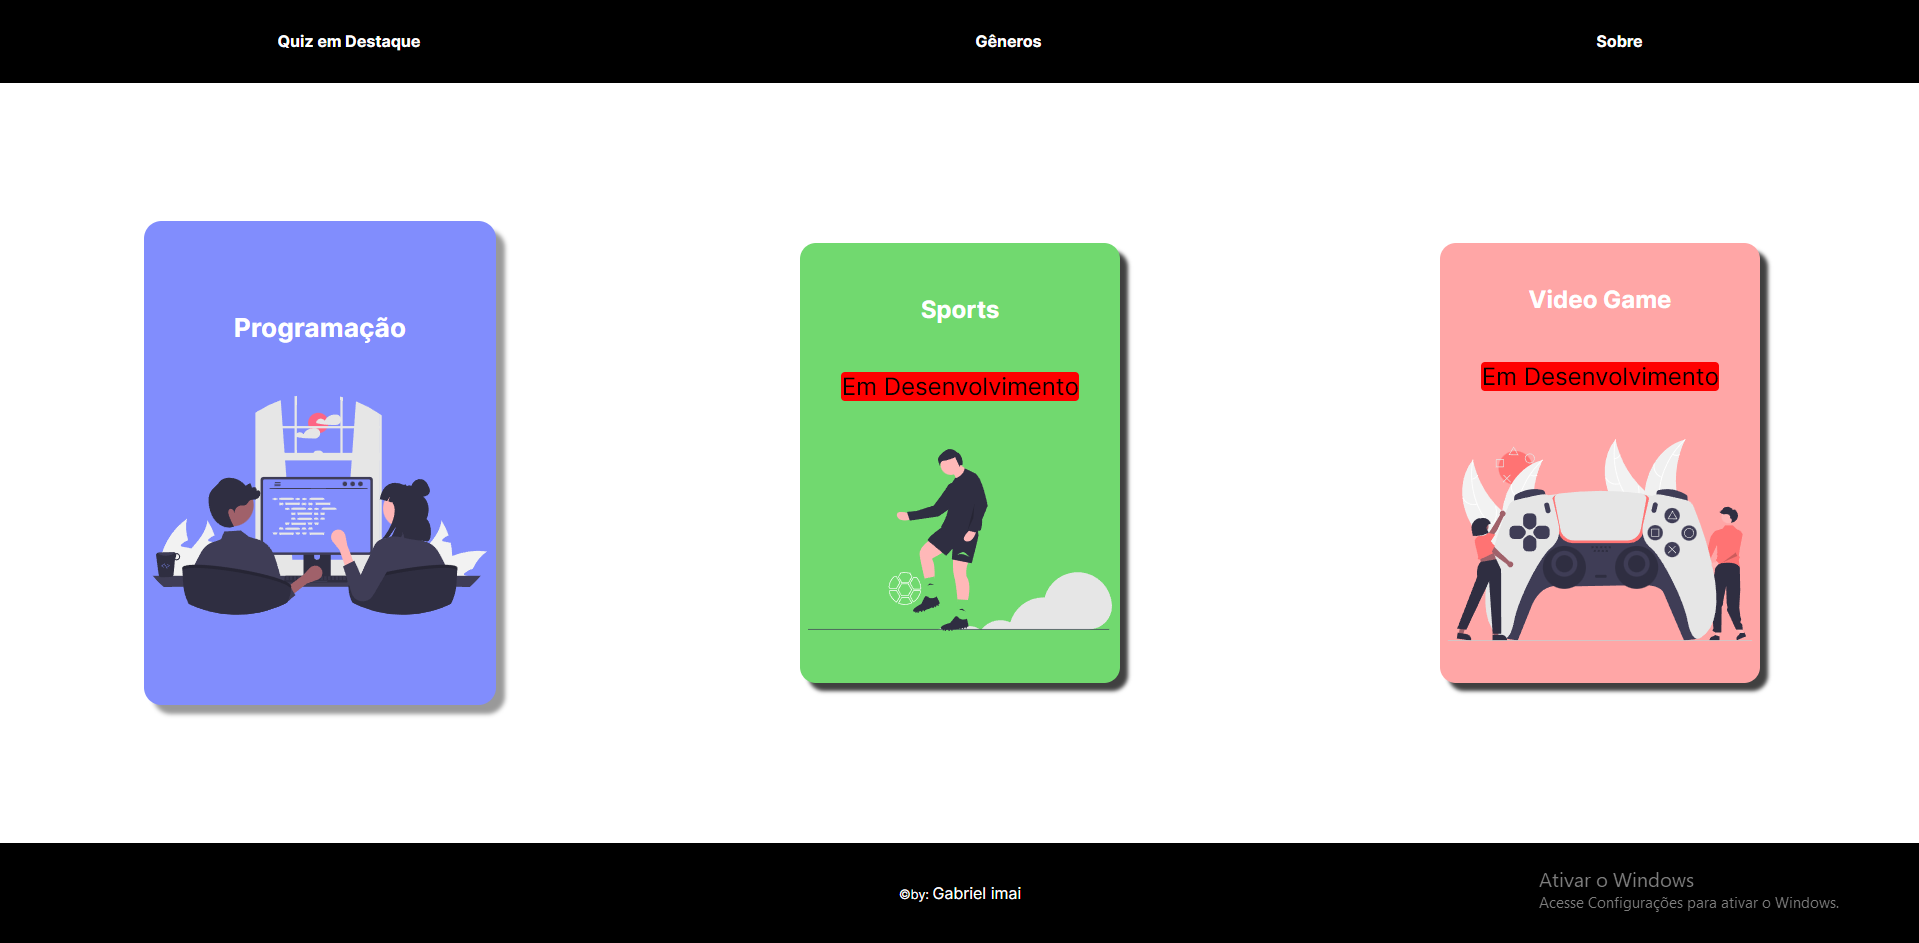 Quiz em Destaque
Gêneros
Sobre
Programação
Sports
Em Desenvolvimento
Video Game
Em Desenvolvimento
©by: Gabriel imai
Ativar o Windows
Acesse Configurações para ativar o Windows.